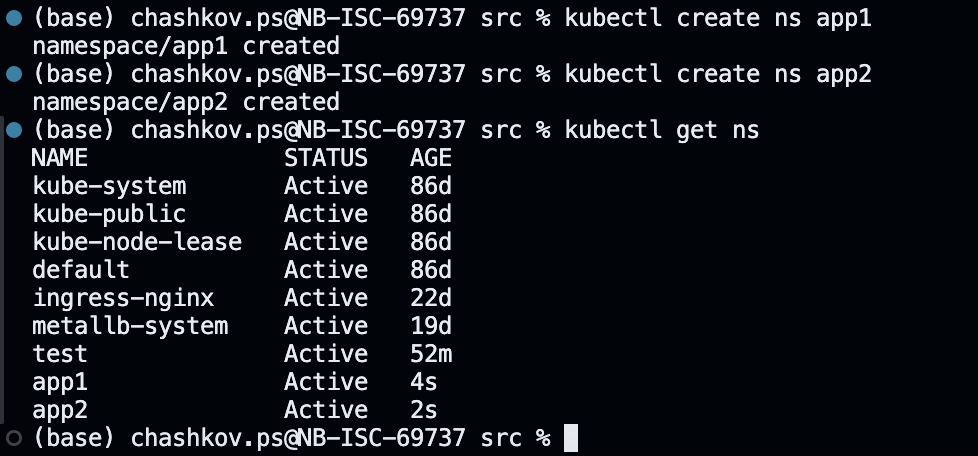 (base) chashkov.ps@NB-ISC-69737 src % kubectl create ns app1
namespace/app1 created
(base) chashkov.ps@NB-ISC-69737 src % kubectl create ns app2
namespace/app2 created
(base) chashkov.ps@NB-ISC-69737 src % kubectl get ns
NAME              STATUS   AGE
kube-system       Active   86d
kube-public       Active   86d
kube-node-lease   Active   86d
default           Active   86d
ingress-nginx     Active   22d
metallb-system    Active   19d
test              Active   52m
app1              Active   4s
app2              Active   2s
(base) chashkov.ps@NB-ISC-69737 src %